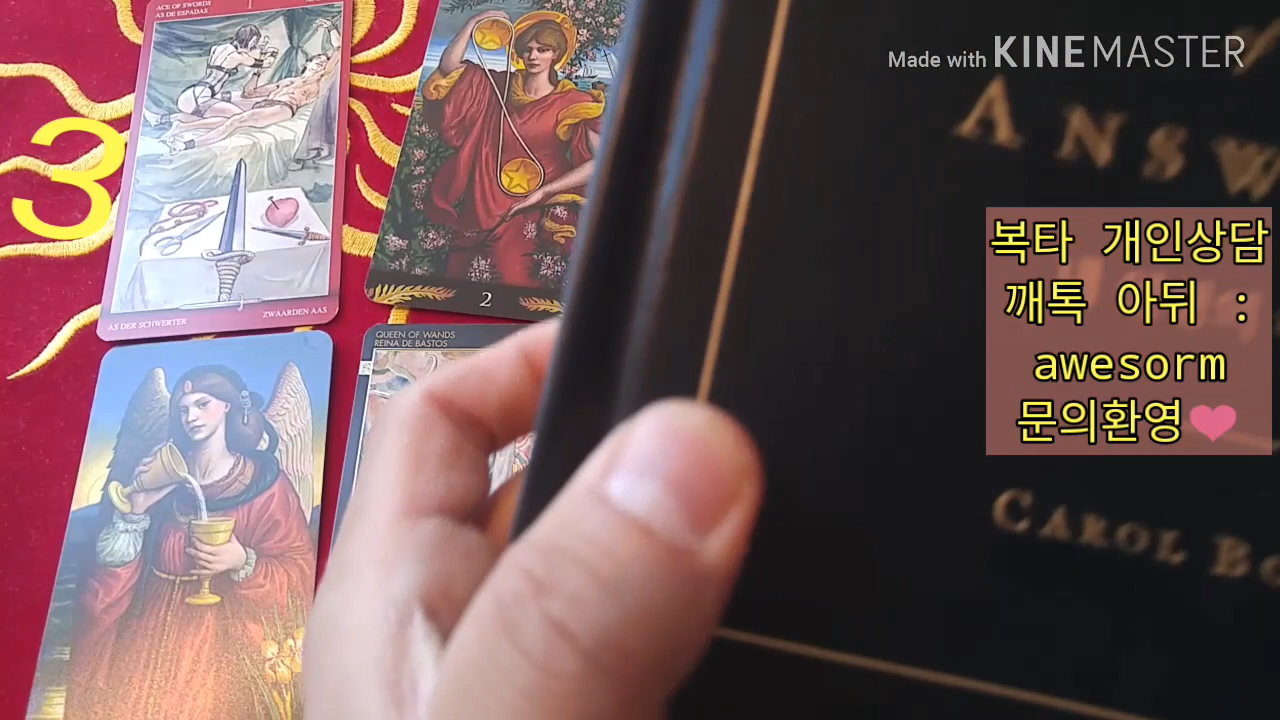 ACE OF SWORDS
AS DE ESPADAS
3
Made with KINEMASTER
ANSW
복타 개인상담
깨톡 아뒤 :
awesorm
문의환영❤
2
AS DER SCHWERTER
ZWAARDEN AAS
QUEEN OF WANDS
REINA DE BASTOS
CAROL BO